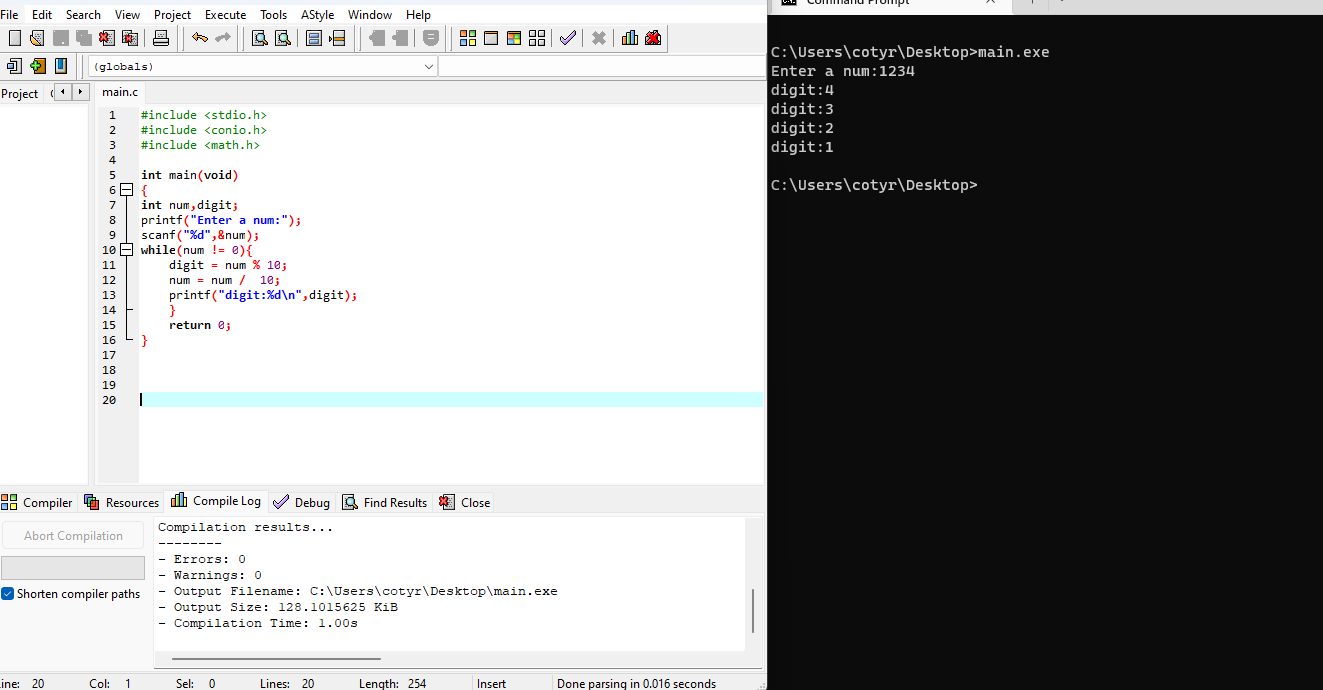 File Edit Search View Project Execute Tools AStyle Window Help
(globals)
Project
main.c
1 #include <stdio.h>
2 #include <conio.h>
3 #include <math.h>
4
5 int main(void)
6 {
7 int num,digit;
8 printf("Enter a num:");
9 scanf("%d",&num);
10 while(num != 0){
11 digit = num % 10;
12 num = num /  10;
13 printf("digit:%d\n",digit);
14 }
15 return 0;
16 }
17
18
19
20
Compiler Resources Compile Log Debug Find Results Close
Abort Compilation
Shorten compiler paths
Compilation results...
--------
- Errors: 0
- Warnings: 0
- Output Filename: C:\Users\cotyr\Desktop\main.exe
- Output Size: 128.1015625 KiB
- Compilation Time: 1.00s
Line: 20 Col: 1 Sel: 0 Lines: 20 Length: 254 Insert Done parsing in 0.016 seconds
Command Prompt
C:\Users\cotyr\Desktop>main.exe
Enter a num:1234
digit:4
digit:3
digit:2
digit:1
C:\Users\cotyr\Desktop>